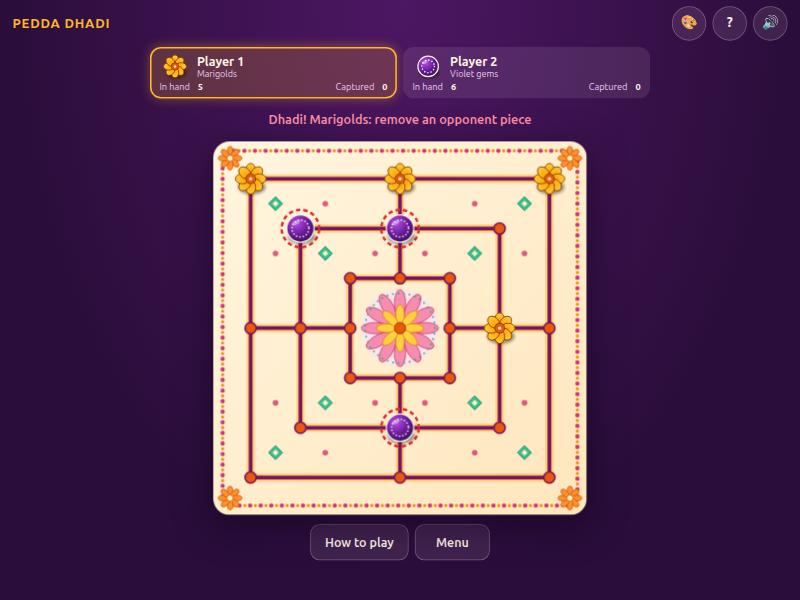 PEDDA DHADI
?
Player 1
Marigolds
In hand 5 Captured 0
Player 2
Violet gems
In hand 6 Captured 0
Dhadi! Marigolds: remove an opponent piece
How to play
Menu